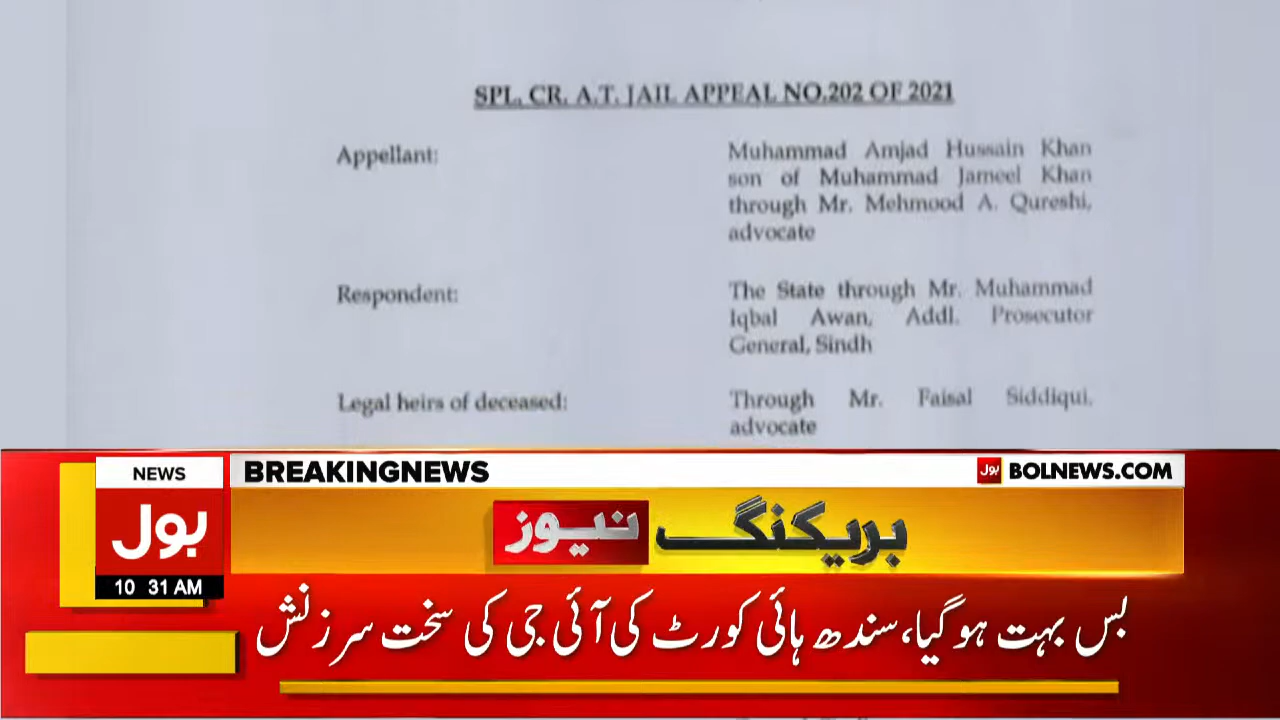 SPL. CR. A.T. JAIL APPEAL NO.202 OF 2021
Appellant:
Muhammad Amjad Hussain Khan
son of Muhammad Jameel Khan
through Mr. Mehmood A. Qureshi,
advocate
Respondent:
The State through Mr. Muhammad
Iqbal Awan, Addl. Prosecutor
General, Sindh
Legal heirs of deceased:
Through Mr. Faisal Siddiqui,
advocate
NEWS
بول
10 31 AM
BREAKINGNEWS
بول BOLNEWS.COM
بریکنگ نیوز
بس بہت ہوگیا، سندھ ہائی کورٹ کی آئی جی کی سخت سرزنش